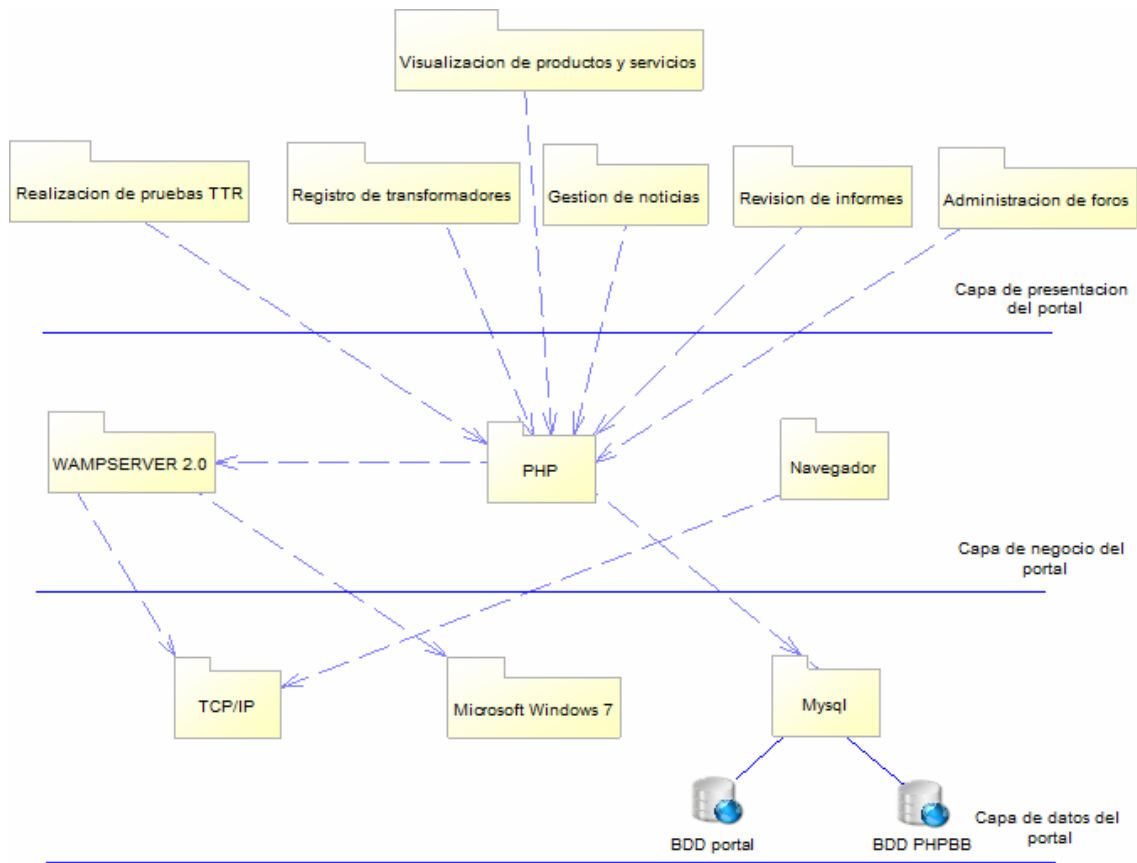 Visualizacion de productos y servicios
Realizacion de pruebas TTR
Registro de transformadores
Gestion de noticias
Revision de informes
Administracion de foros
Capa de presentacion
del portal
WAMPSERVER 2.0
PHP
Navegador
Capa de negocio del
portal
TCP/IP
Microsoft Windows 7
Mysql
BDD portal
BDD PHPBB
Capa de datos del
portal